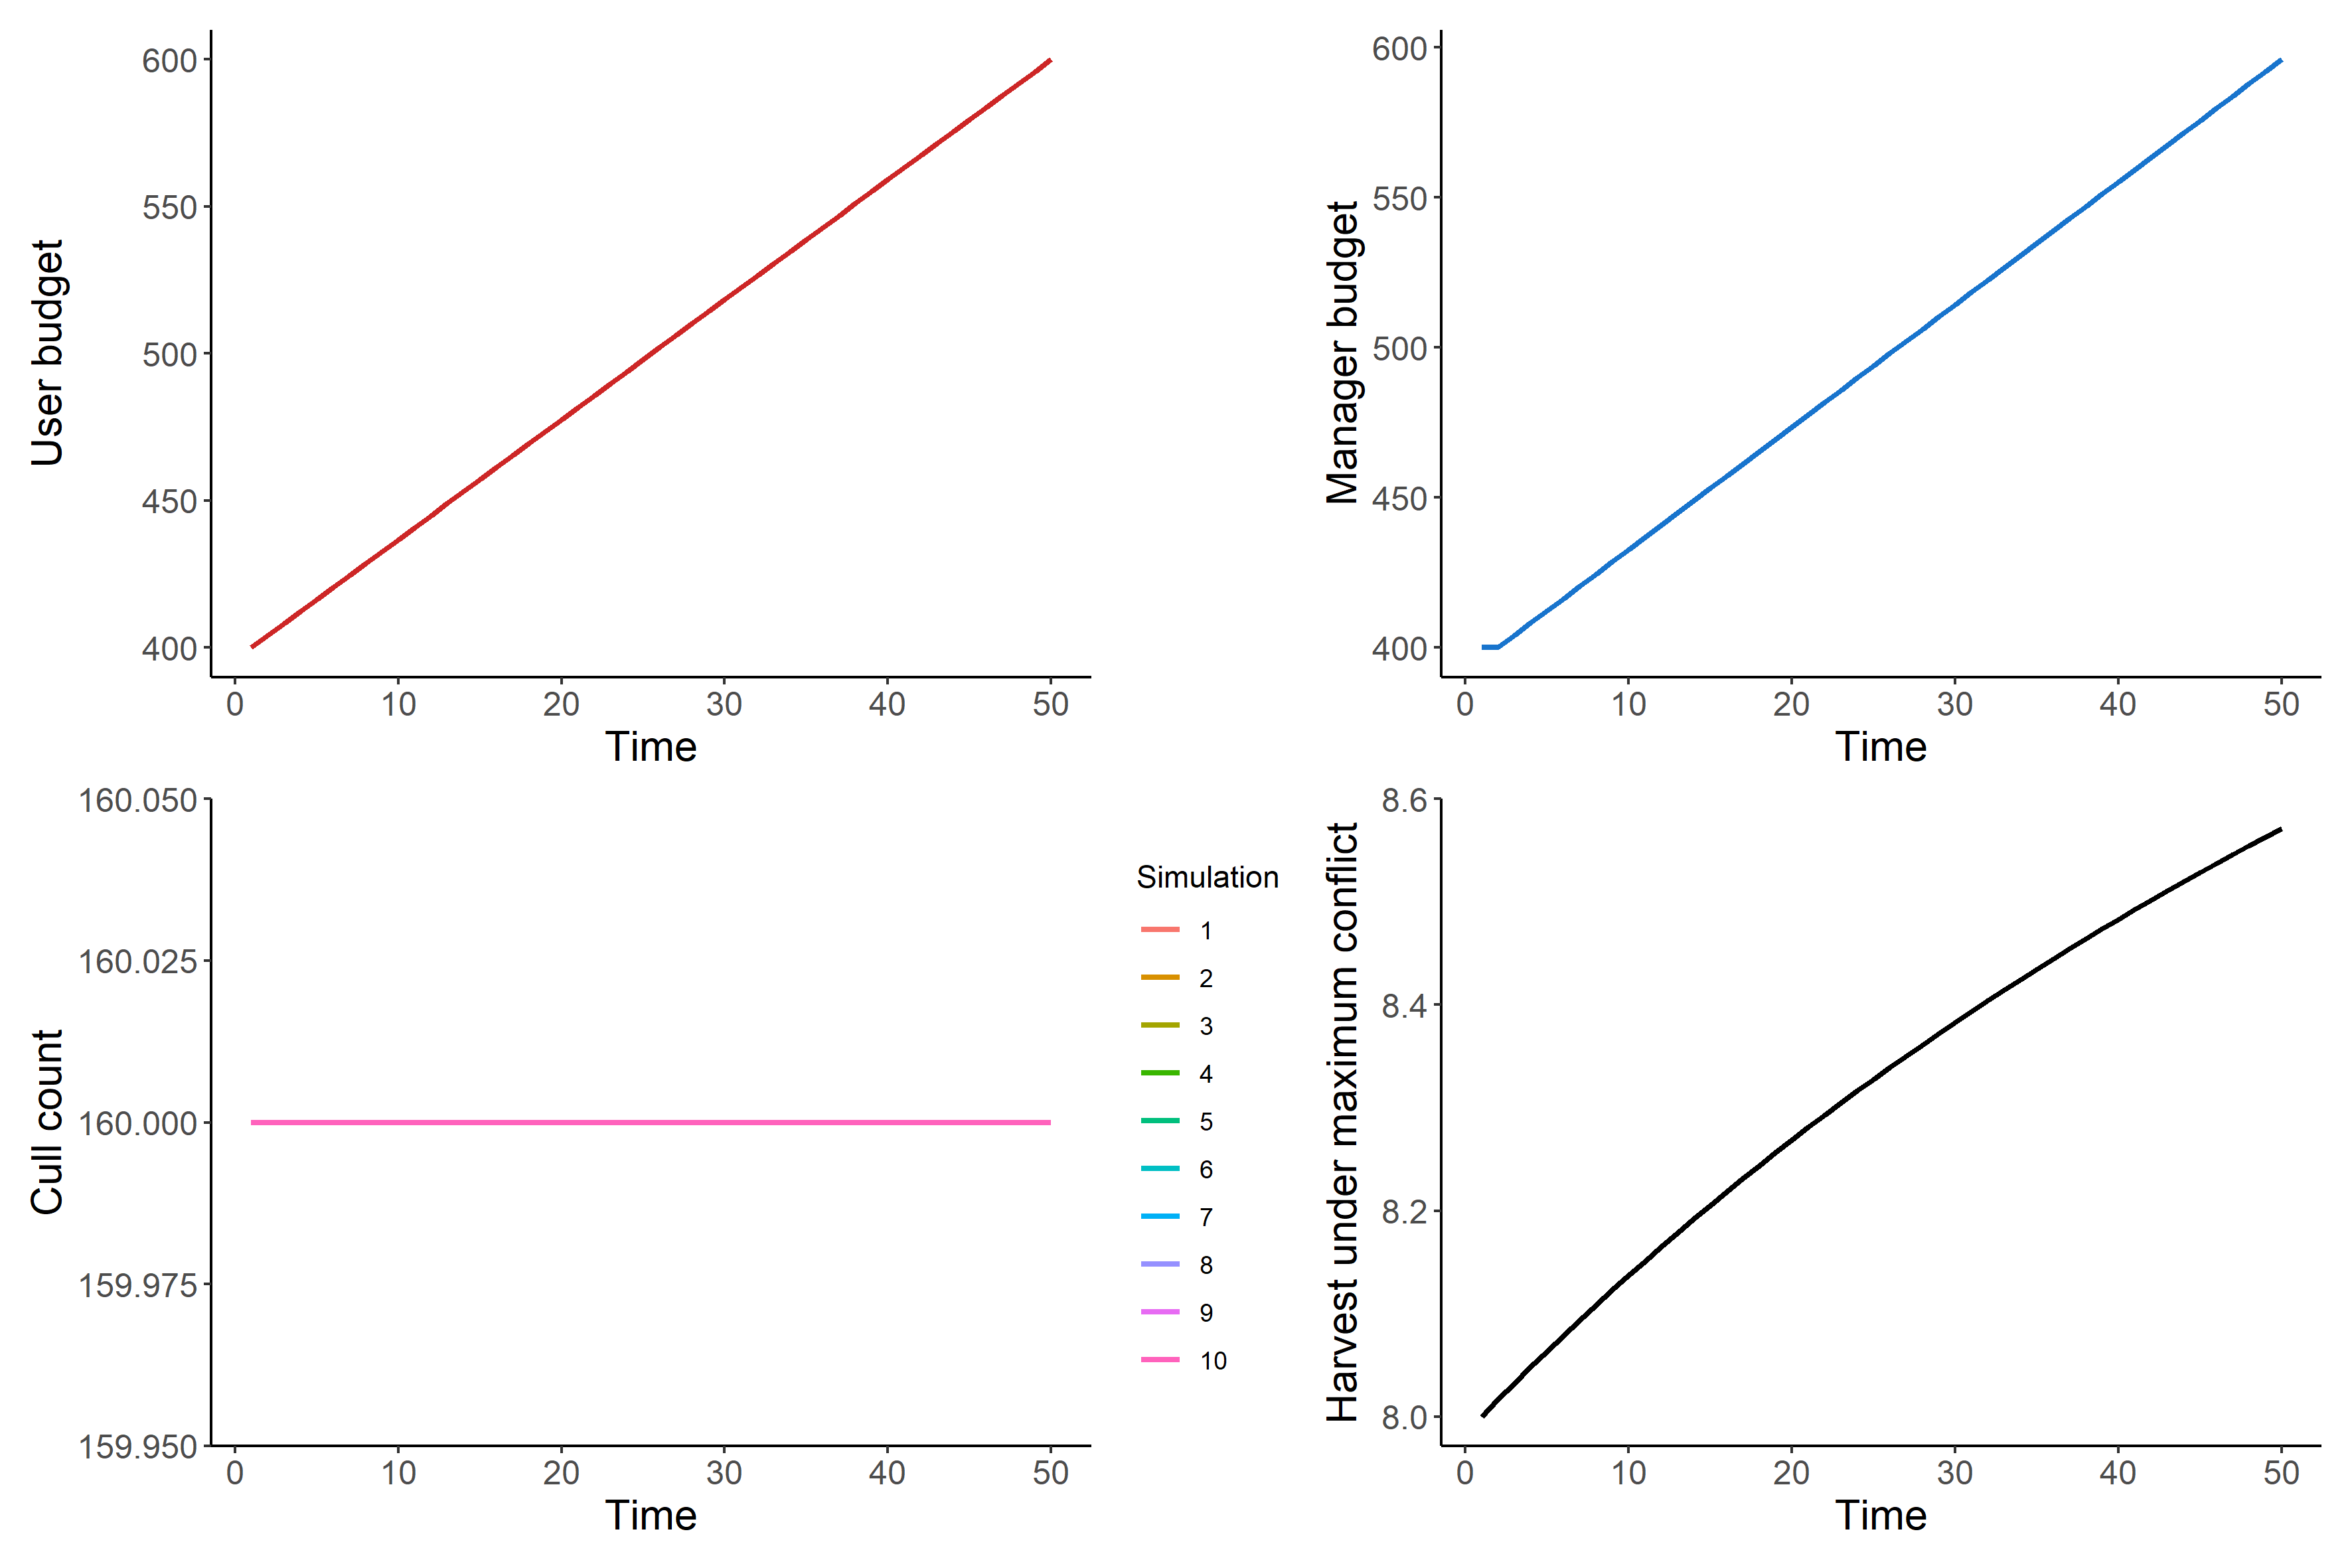 User budget
600
550
500
450
400
0 10 20 30 40 50
Time
Manager budget
600
550
500
450
400
0 10 20 30 40 50
Time
Cull count
160.050
160.025
160.000
159.975
159.950
0 10 20 30 40 50
Time
Simulation
1
2
3
4
5
6
7
8
9
10
Harvest under maximum conflict
8.6
8.4
8.2
8.0
0 10 20 30 40 50
Time